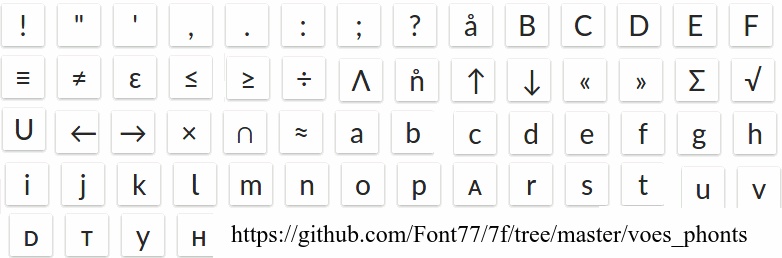 ! " ' , . : ; ? å B C D E F
≡ ≠ ε ≤ ≥ ÷ Λ n̊ ↑ ↓ « » Σ √
U ← → × ∩ ≈ a b c d e f g h
i j k l m n o p ᴀ r s t u v
ᴅ ᴛ y ʜ https://github.com/Font77/7f/tree/master/voes_phonts